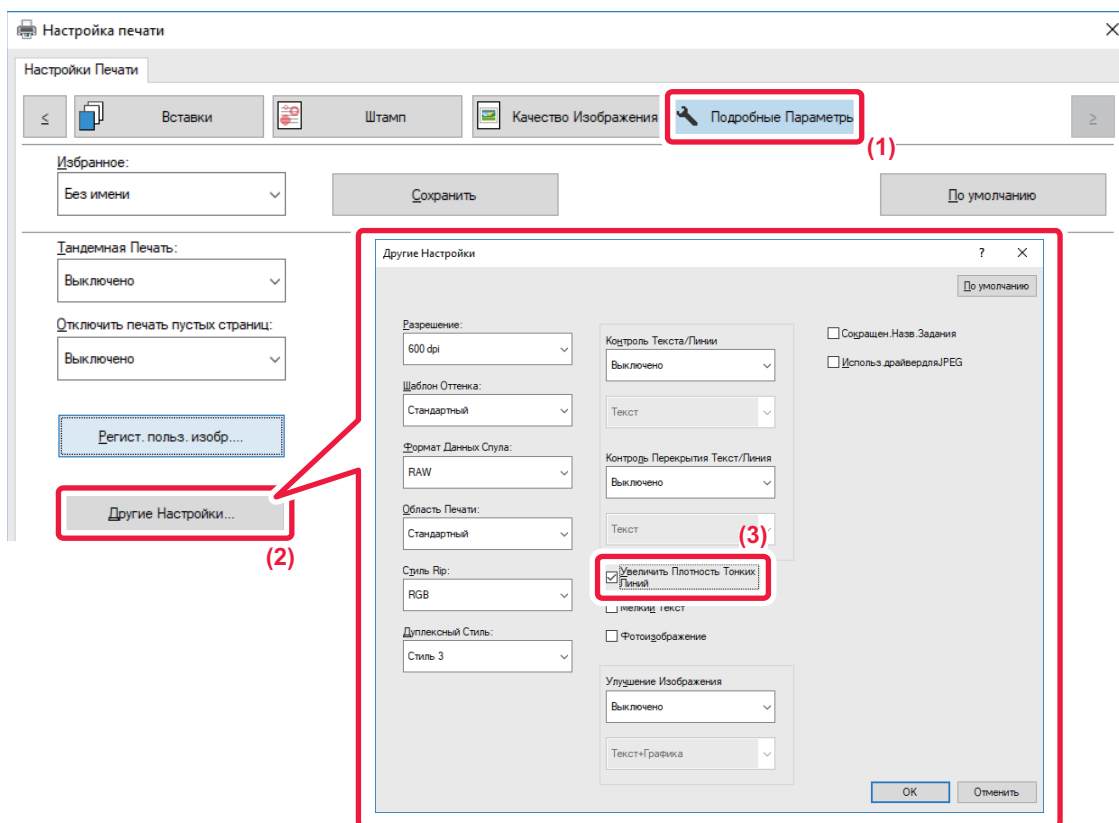 Настройка печати
Настройки Печати
≤ Вставки Штамп Качество Изображения Подробные Параметры ≥
(1)
Избранное:
Без имени Сохранить По умолчанию
Тандемная Печать:
Выключено
Отключить печать пустых страниц:
Выключено
Регист. польз. изобр....
Другие Настройки...
(2)
Другие Настройки ?
По умолчанию
Разрешение:
600 dpi
Шаблон Оттенка:
Стандартный
Формат Данных Спула:
RAW
Область Печати:
Стандартный
Стиль Rip:
RGB
Дуплексный Стиль:
Стиль 3
Контроль Текста/Линии
Выключено
Текст
Контроль Перекрытия Текст/Линия
Выключено
Текст
(3)
Увеличить Плотность Тонких
Линий
Мелкий Текст
Фотоизображение
Улучшение Изображения
Выключено
Текст+Графика
Сокращен.Назв.Задания
Использ.драйвердляJPEG
OK Отменить